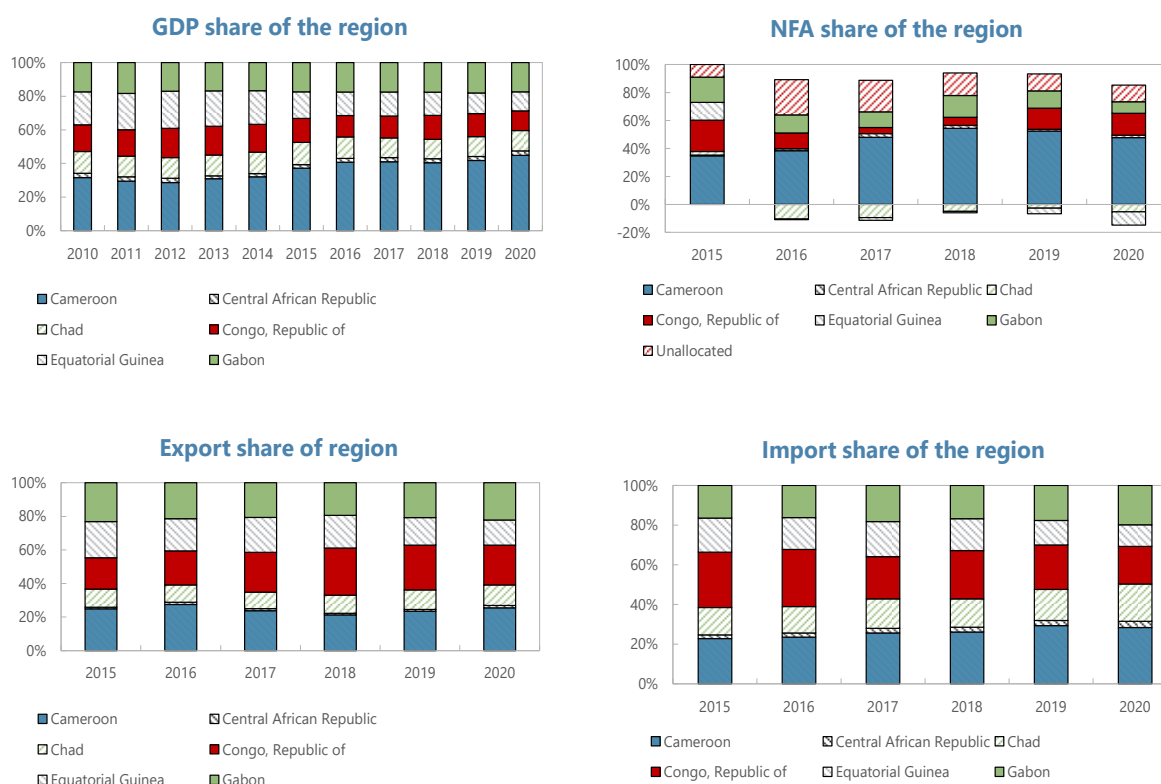 GDP share of the region
100%
80%
60%
40%
20%
0%
2010 2011 2012 2013 2014 2015 2016 2017 2018 2019 2020
Cameroon Central African Republic
Chad Congo, Republic of
Equatorial Guinea Gabon
NFA share of the region
100%
80%
60%
40%
20%
0%
-20%
2015 2016 2017 2018 2019 2020
Cameroon Central African Republic Chad
Congo, Republic of Equatorial Guinea Gabon
Unallocated
Export share of region
100%
80%
60%
40%
20%
0%
2015 2016 2017 2018 2019 2020
Cameroon Central African Republic
Chad Congo, Republic of
Equatorial Guinea Gabon
Import share of the region
100%
80%
60%
40%
20%
0%
2015 2016 2017 2018 2019 2020
Cameroon Central African Republic Chad
Congo, Republic of Equatorial Guinea Gabon